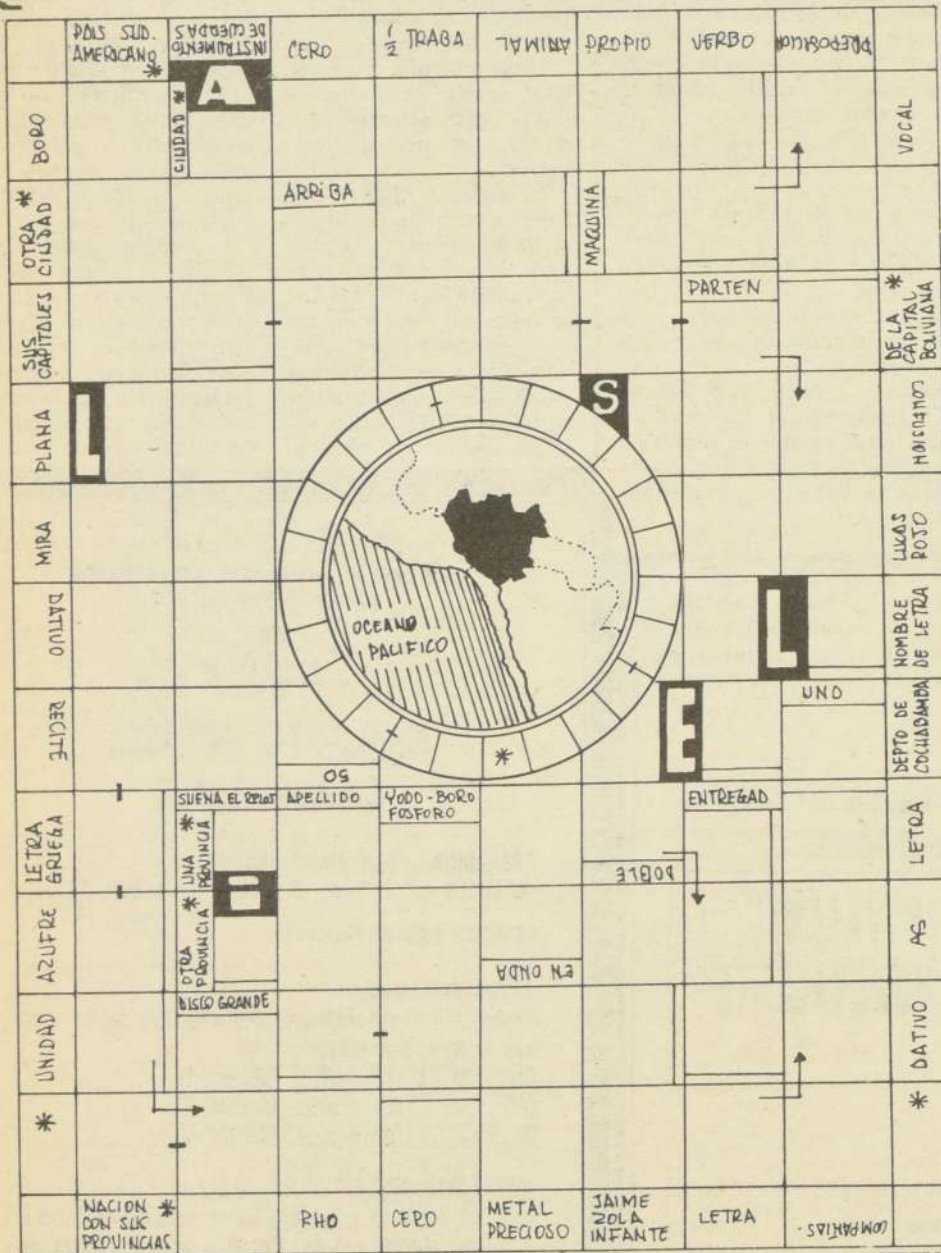 PAIS SUD.
AMERICANO *
INSTRUMENTO
DE CUERDAS
CERO
½ TRABA
ANIMAL
PROPIO
VERBO
PREPOSICION
BORO
CIUDAD *
A
VOCAL
OTRA *
CIUDAD
ARRIBA
MAQUINA
SUS
CAPITALES
PARTEN
DE LA *
CAPITAL
BOLIVIANA
PLANA
L
S
MIRA
LUKAS
ROJO
OCEANO
PACIFICO
DATIVO
L
NOMBRE
DE LETRA
RECITE
E
UNO
DEPTO DE
COCHABAMBA
50
*
LETRA
GRIEGA
SUENA EL RELOJ
APELLIDO
YODO-BORO
FOSFORO
ENTREGAD
LETRA
* UNA
PROVINCIA
DOBLE
AZUFRE
OTRA *
PROVINCIA
EN ONDA
AS
UNIDAD
DISCO GRANDE
DATIVO
*
*
NACION *
CON SUS
PROVINCIAS
RHO
CERO
METAL
PRECIOSO
JAIME
ZOLA
INFANTE
LETRA
COMPAÑIAS-